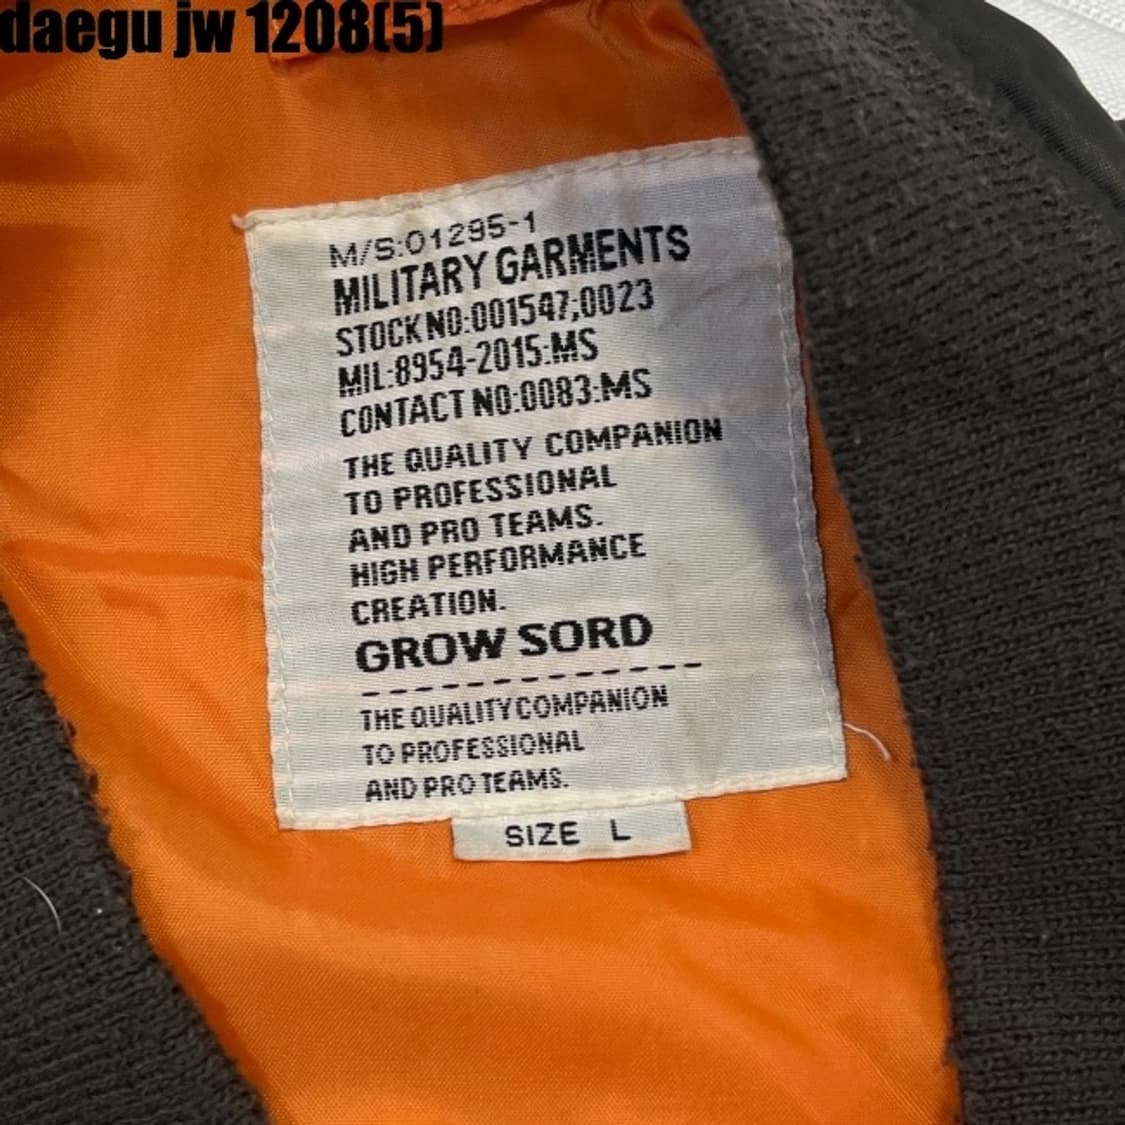 daegu jw 1208(5)
M/S:01295-1
MILITARY GARMENTS
STOCK NO:001547;0023
MIL:8954-2015:MS
CONTACT NO:0083:MS
THE QUALITY COMPANION
TO PROFESSIONAL
AND PRO TEAMS.
HIGH PERFORMANCE
CREATION.
GROW SORD
THE QUALITY COMPANION
TO PROFESSIONAL
AND PRO TEAMS.
SIZE L